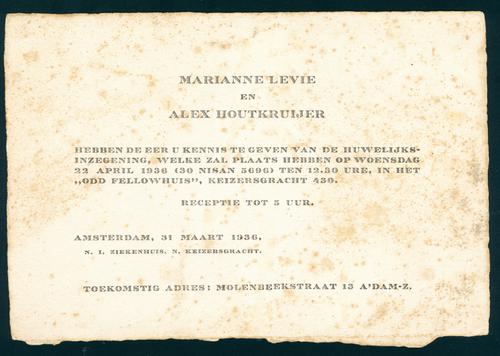 MARIANNE LEVIE
EN
ALEX HOUTKRUIJER
HEBBEN DE EER U KENNIS TE GEVEN VAN DE HUWELIJKS-
INZEGENING, WELKE ZAL PLAATS HEBBEN OP WOENSDAG
22 APRIL 1936 (30 NISAN 5696) TEN 12.30 URE, IN HET
„ODD FELLOWHUIS", KEIZERSGRACHT 430.
RECEPTIE TOT 5 UUR.
AMSTERDAM, 31 MAART 1936.
N. I. ZIEKENHUIS. N. KEIZERSGRACHT.
TOEKOMSTIG ADRES: MOLENBEEKSTRAAT 13 A'DAM-Z.